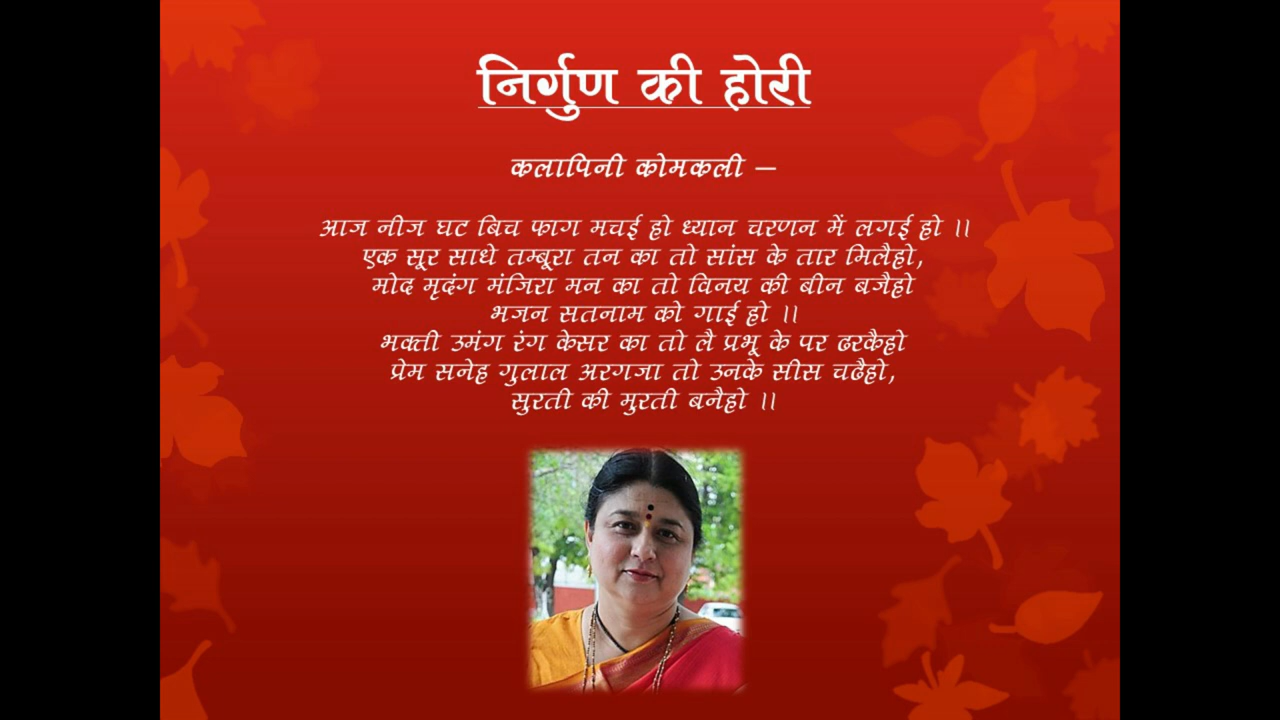 निर्गुण की होरी
कलापिनी कोमकली –
आज नीज घट बिच फाग मचई हो ध्यान चरणन में लगई हो ।।
एक सूर साधे तम्बूरा तन का तो सांस के तार मिलैहो,
मोद मृदंग मंजिरा मन का तो विनय की बीन बजैहो
भजन सतनाम को गाई हो ।।
भक्ती उमंग रंग केसर का तो लै प्रभू के पर ढरकैहो
प्रेम सनेह गुलाल अरगजा तो उनके सीस चढैहो,
सुरती की मुरती बनैहो ।।